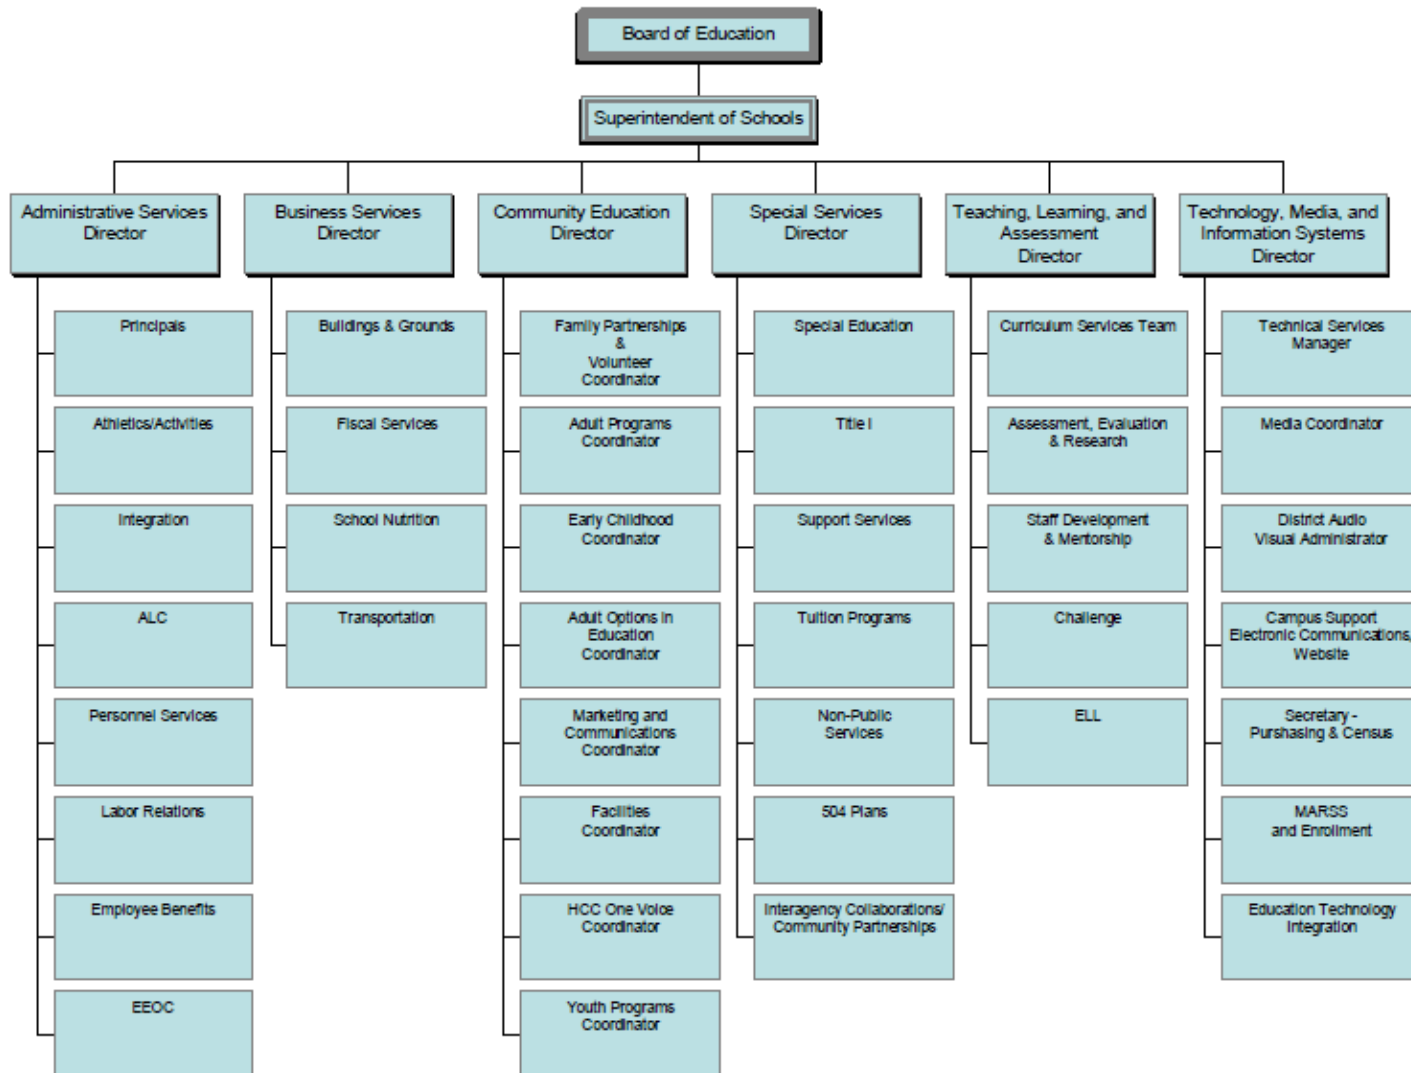 Board of Education
Superintendent of Schools
Administrative Services
Director
Business Services
Director
Community Education
Director
Special Services
Director
Teaching, Learning, and
Assessment
Director
Technology, Media, and
Information Systems
Director
Principals
Athletics/Activities
Integration
ALC
Personnel Services
Labor Relations
Employee Benefits
EEOC
Buildings & Grounds
Fiscal Services
School Nutrition
Transportation
Family Partnerships
&
Volunteer
Coordinator
Adult Programs
Coordinator
Early Childhood
Coordinator
Adult Options in
Education
Coordinator
Marketing and
Communications
Coordinator
Facilities
Coordinator
HCC One Voice
Coordinator
Youth Programs
Coordinator
Special Education
Title I
Support Services
Tuition Programs
Non-Public
Services
504 Plans
Interagency Collaborations/
Community Partnerships
Curriculum Services Team
Assessment, Evaluation
& Research
Staff Development
& Mentorship
Challenge
ELL
Technical Services
Manager
Media Coordinator
District Audio
Visual Administrator
Campus Support
Electronic Communications,
Website
Secretary -
Purshasing & Census
MARSS
and Enrollment
Education Technology
Integration